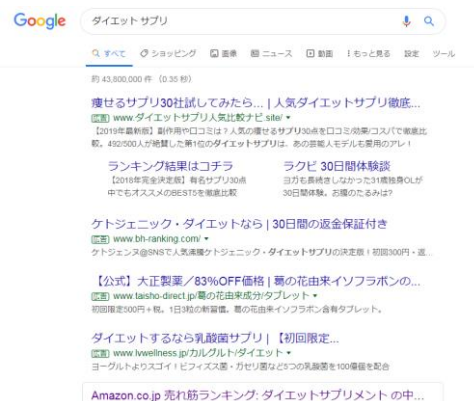 Google ダイエット サプリ
すべて ショッピング 画像 ニュース 動画 もっと見る 設定 ツール
約 43,800,000 件 (0.35 秒)
痩せるサプリ30社試してみたら... | 人気ダイエットサプリ徹底...
広告 www.ダイエットサプリ人気比較ナビ.site/
【2019年最新版】副作用や口コミは？人気の痩せるサプリ30点を口コミ/効果/コスパで徹底比
較。492/500人が絶賛した第1位のダイエットサプリは、あの芸能人モデルも愛用のアレ！
ランキング結果はコチラ ラクビ 30日間体験談
【2018年完全決定版】有名サプリ30点 ヨガも長続きしなかった31歳独身OLが
中でもオススメのBEST5を徹底比較 30日間体験。お腹のたるみは？
ケトジェニック・ダイエットなら | 30日間の返金保証付き
広告 www.bh-ranking.com/
ケトジェンヌ@SNSで人気沸騰ケトジェニック・ダイエットサプリの決定版！初回300円・返...
【公式】大正製薬／83％OFF価格 | 葛の花由来イソフラボンの...
広告 www.taisho-direct.jp/葛の花由来成分/タブレット
初回限定500円＋税。1日3粒の新習慣。葛の花由来イソフラボン含有タブレット。
ダイエットするなら乳酸菌サプリ | 【初回限定...
広告 www.lvwellness.jp/カルグルト/ダイエット
ヨーグルトよりスゴイ！ビフィズス菌・ガセリ菌など5つの乳酸菌を100億個を配合
Amazon.co.jp 売れ筋ランキング: ダイエットサプリメント の中...